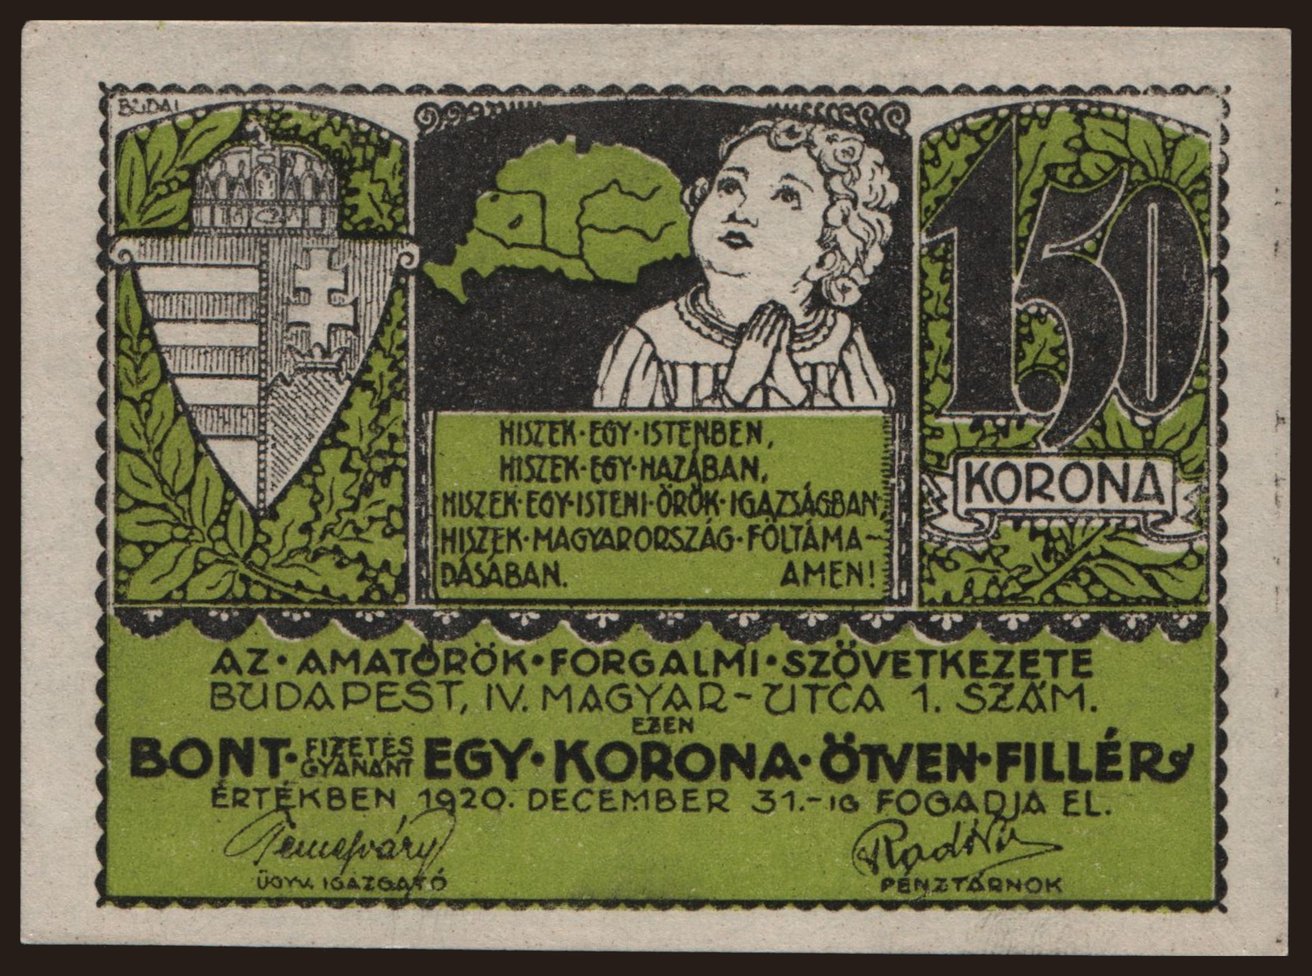 BUDAI
1,50
KORONA
HISZEK·EGY·ISTENBEN,
HISZEK·EGY·HAZÁBAN,
HISZEK·EGY·ISTENI·ÖRÖK·IGAZSÁGBAN,
HISZEK·MAGYARORSZÁG·FÖLTÁMA-
DÁSÁBAN. AMEN!
AZ·AMATŐRÖK·FORGALMI·SZÖVETKEZETE
BUDAPEST, IV. MAGYAR-UTCA 1. SZÁM.
EZEN
BONT·FIZETÉS GYANÁNT EGY·KORONA·ÖTVEN·FILLÉR
ÉRTÉKBEN 1920. DECEMBER 31.-IG FOGADJA EL.
Temesváry
ÜGYV. IGAZGATÓ
PÉNZTÁRNOK